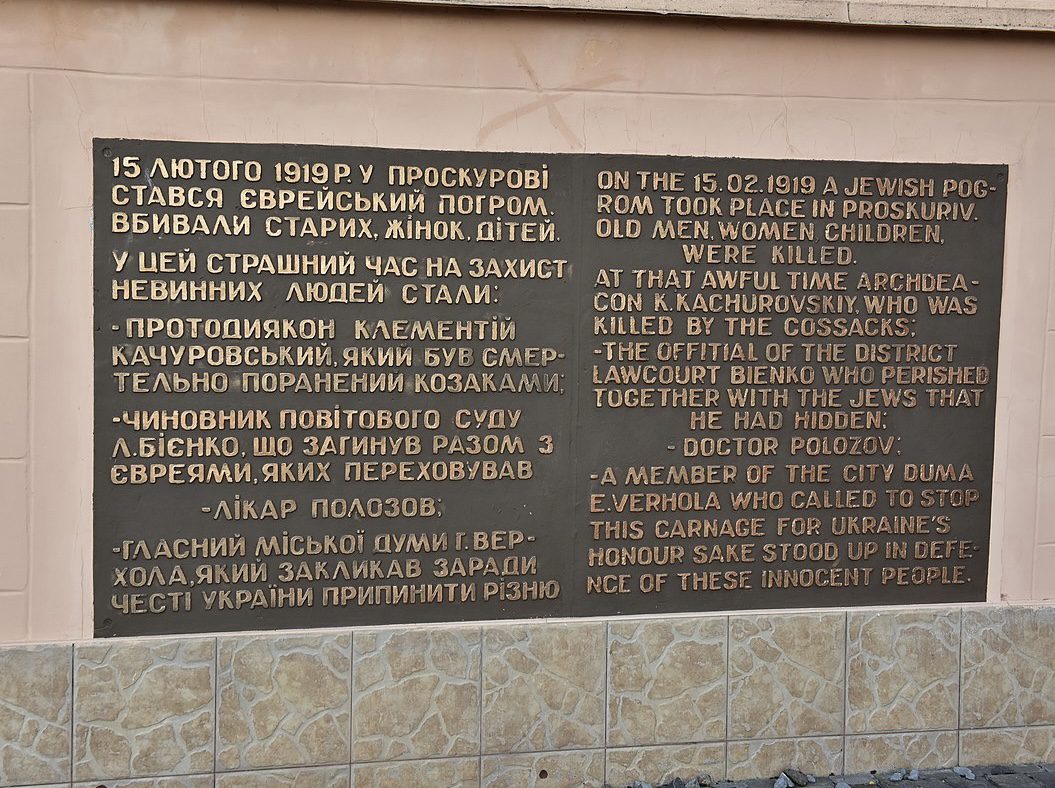 15 ЛЮТОГО 1919 Р. У ПРОСКУРОВІ
СТАВСЯ ЄВРЕЙСЬКИЙ ПОГРОМ.
ВБИВАЛИ СТАРИХ, ЖІНОК, ДІТЕЙ.
У ЦЕЙ СТРАШНИЙ ЧАС НА ЗАХИСТ
НЕВИННИХ ЛЮДЕЙ СТАЛИ:
-ПРОТОДИЯКОН КЛЕМЕНТІЙ
КАЧУРОВСЬКИЙ, ЯКИЙ БУВ СМЕР-
ТЕЛЬНО ПОРАНЕНИЙ КОЗАКАМИ;
-ЧИНОВНИК ПОВІТОВОГО СУДУ
Л.БІЄНКО, ЩО ЗАГИНУВ РАЗОМ З
ЄВРЕЯМИ, ЯКИХ ПЕРЕХОВУВАВ
-ЛІКАР ПОЛОЗОВ;
-ГЛАСНИЙ МІСЬКОЇ ДУМИ Г.ВЕР-
ХОЛА, ЯКИЙ ЗАКЛИКАВ ЗАРАДИ
ЧЕСТІ УКРАЇНИ ПРИПИНИТИ РІЗНЮ
ON THE 15.02.1919 A JEWISH POG-
ROM TOOK PLACE IN PROSKURIV.
OLD MEN, WOMEN, CHILDREN,
WERE KILLED.
AT THAT AWFUL TIME ARCHDEA-
CON K.KACHUROVSKIY, WHO WAS
KILLED BY THE COSSACKS;
-THE OFFITIAL OF THE DISTRICT
LAWCOURT BIENKO WHO PERISHED
TOGETHER WITH THE JEWS THAT
HE HAD HIDDEN;
- DOCTOR POLOZOV;
-A MEMBER OF THE CITY DUMA
E.VERHOLA WHO CALLED TO STOP
THIS CARNAGE FOR UKRAINE'S
HONOUR SAKE STOOD UP IN DEFE-
NCE OF THESE INNOCENT PEOPLE.